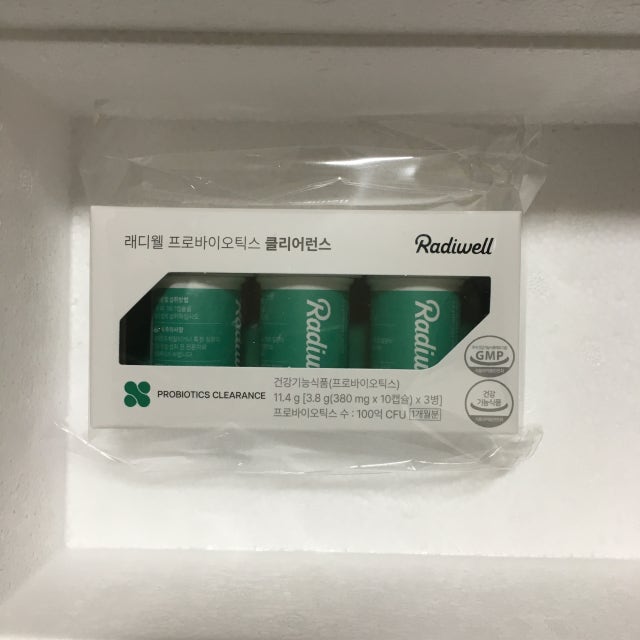 래디웰 프로바이오틱스 클리어런스
Radiwell
Radiwell
Radiwell
PROBIOTICS CLEARANCE
건강기능식품(프로바이오틱스)
11.4 g [3.8 g(380 mg x 10캡슐) x 3병]
프로바이오틱스 수 : 100억 CFU 1개월분
GMP
건강
기능식품